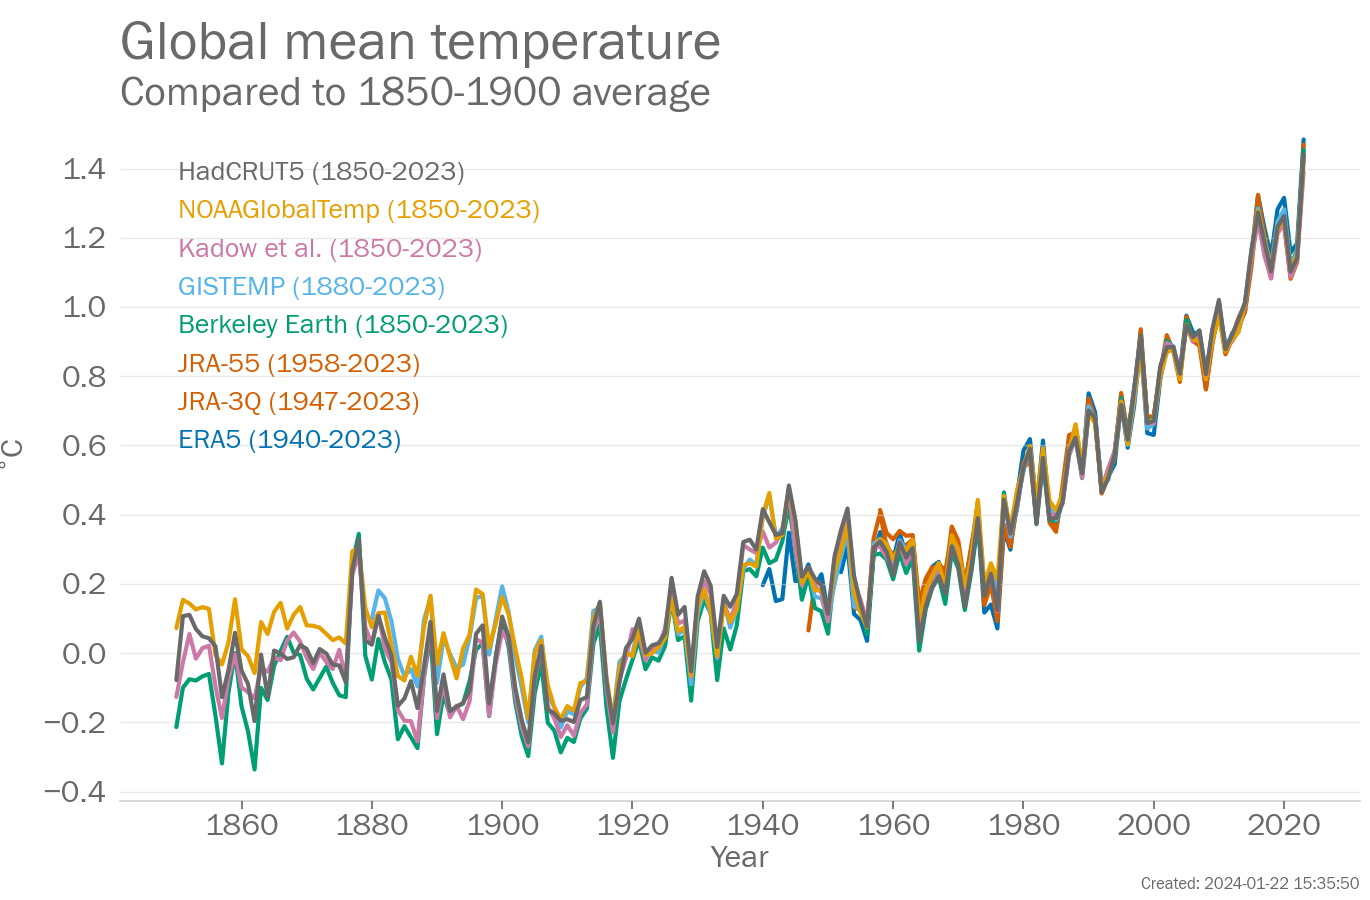 Global mean temperature
Compared to 1850-1900 average
1.4
1.2
1.0
0.8
0.6
0.4
0.2
0.0
−0.2
−0.4
°C
HadCRUT5 (1850-2023)
NOAAGlobalTemp (1850-2023)
Kadow et al. (1850-2023)
GISTEMP (1880-2023)
Berkeley Earth (1850-2023)
JRA-55 (1958-2023)
JRA-3Q (1947-2023)
ERA5 (1940-2023)
1860 1880 1900 1920 1940 1960 1980 2000 2020
Year
Created: 2024-01-22 15:35:50